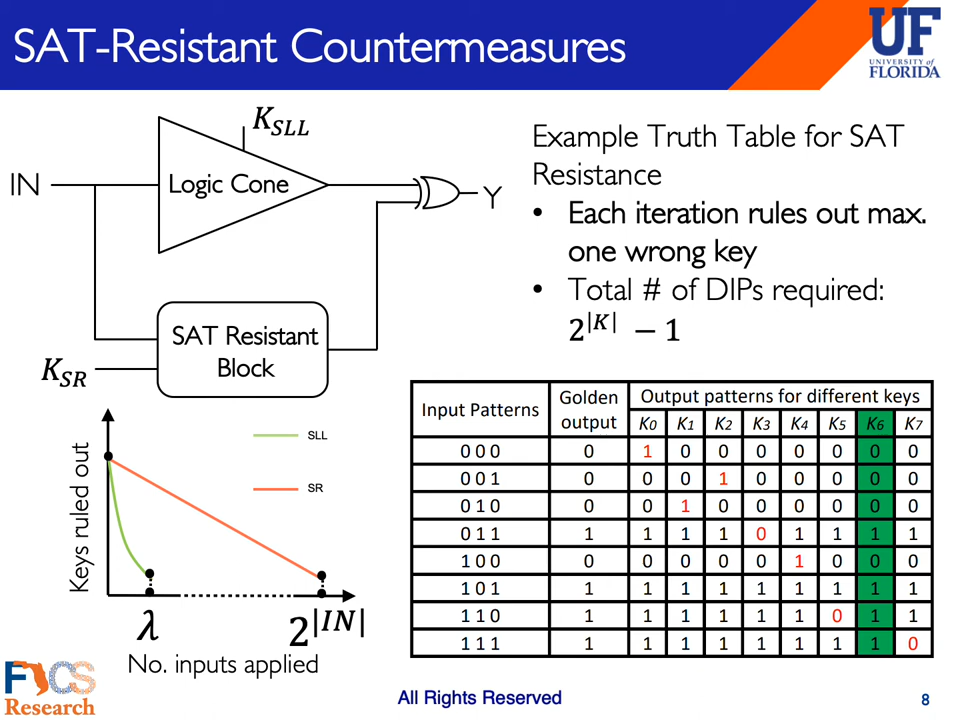 SAT-Resistant Countermeasures
UF
UNIVERSITY of
FLORIDA
K_SLL
IN
Logic Cone
Y
SAT Resistant
Block
K_SR
Example Truth Table for SAT
Resistance
• Each iteration rules out max.
one wrong key
• Total # of DIPs required:
2^|K| − 1
Keys ruled out
SLL
SR
λ
2^|IN|
No. inputs applied
Input Patterns Golden output Output patterns for different keys
K0 K1 K2 K3 K4 K5 K6 K7
0 0 0 0 1 0 0 0 0 0 0 0
0 0 1 0 0 0 1 0 0 0 0 0
0 1 0 0 0 1 0 0 0 0 0 0
0 1 1 1 1 1 1 0 1 1 1 1
1 0 0 0 0 0 0 0 1 0 0 0
1 0 1 1 1 1 1 1 1 1 1 1
1 1 0 1 1 1 1 1 1 0 1 1
1 1 1 1 1 1 1 1 1 1 1 0
FICS
Research
All Rights Reserved
8